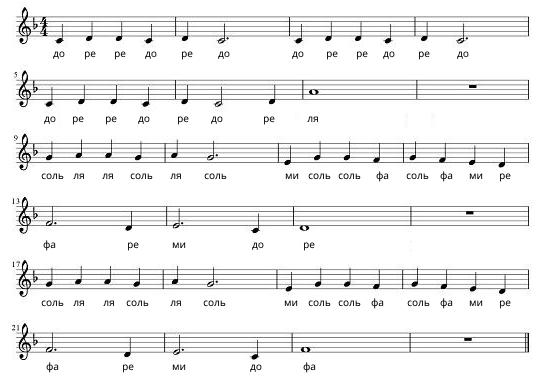 4
4
до ре ре до ре до до ре ре до ре до
5
до ре ре до ре до ре ля
9
соль ля ля соль ля соль ми соль соль фа соль фа ми ре
13
фа ре ми до ре
17
соль ля ля соль ля соль ми соль соль фа соль фа ми ре
21
фа ре ми до фа